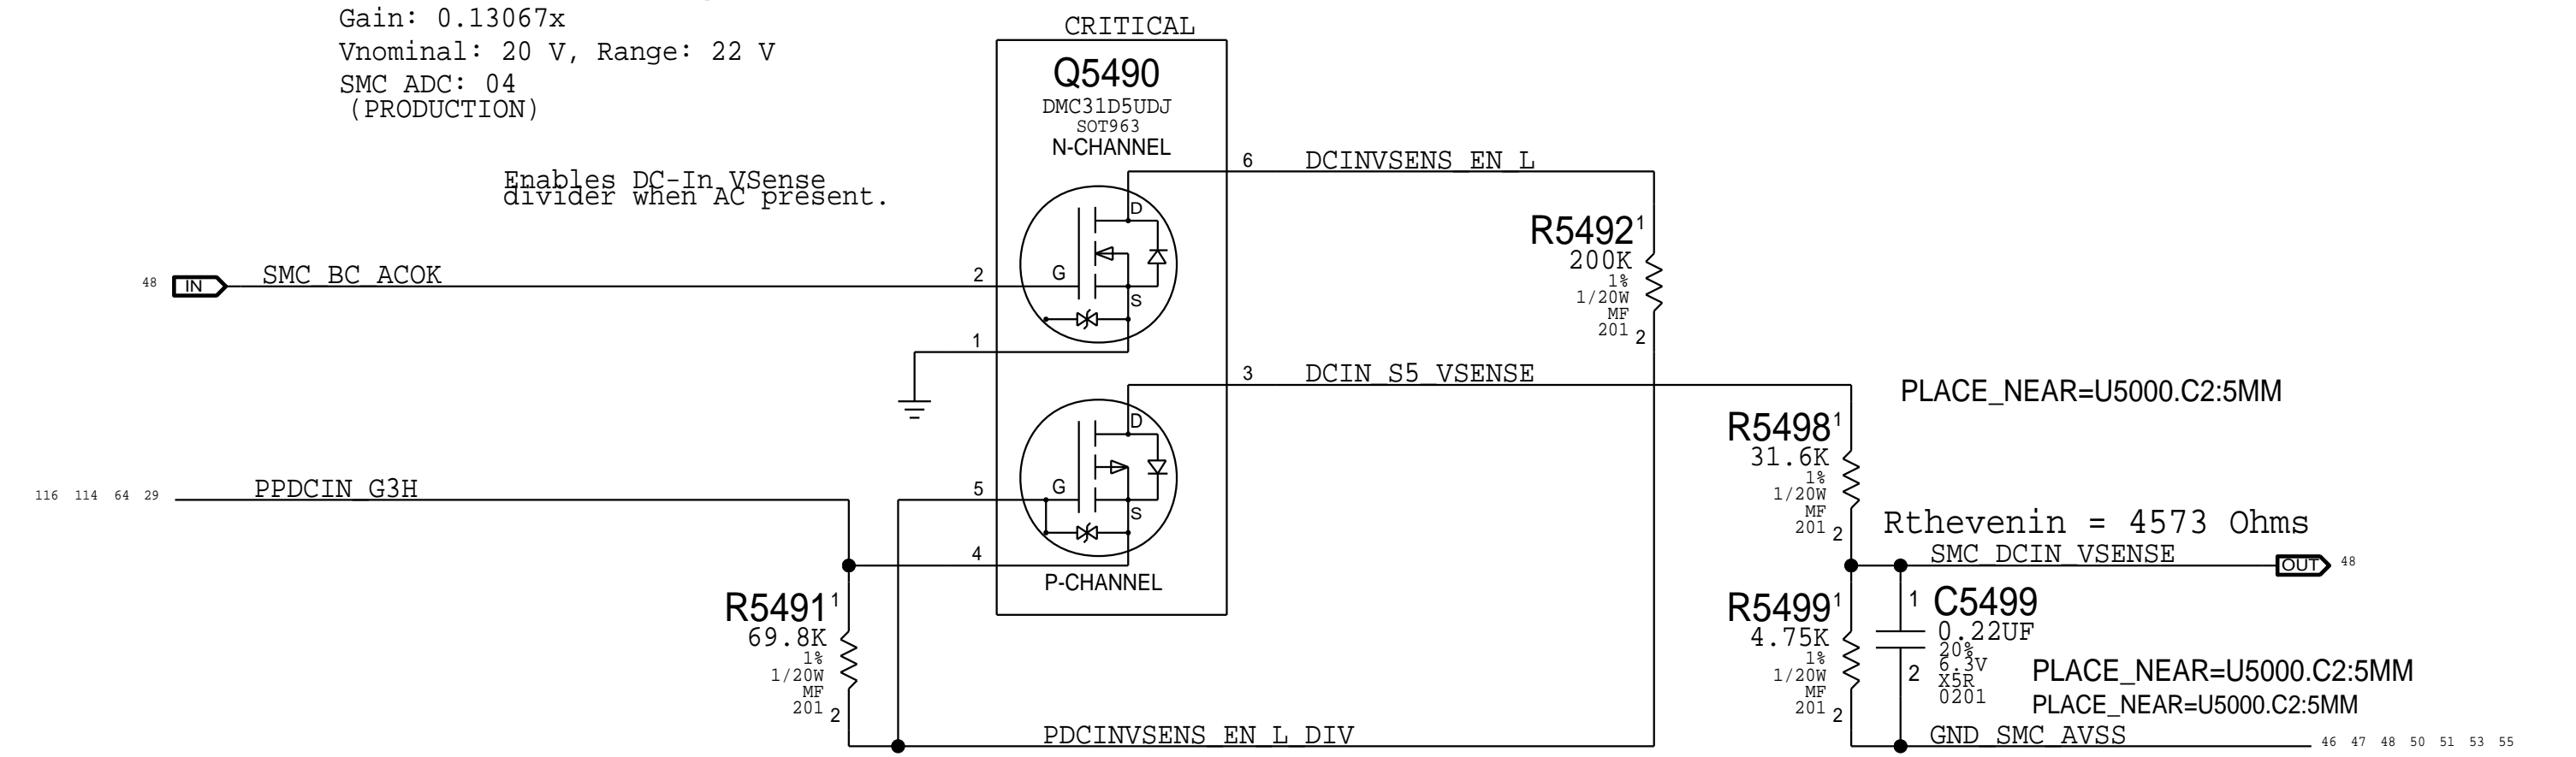 Gain: 0.13067x
Vnominal: 20 V, Range: 22 V
SMC ADC: 04
(PRODUCTION)
Enables DC-In VSense
divider when AC present.
CRITICAL
Q5490
DMC31D5UDJ
SOT963
N-CHANNEL
6 DCINVSENS_EN_L
D
G
S
48 IN SMC_BC_ACOK 2
1
R5492 1
200K
1%
1/20W
MF
201 2
3 DCIN_S5_VSENSE
D
G
S
116 114 64 29 PPDCIN_G3H 5
4
P-CHANNEL
R5491 1
69.8K
1%
1/20W
MF
201 2
PDCINVSENS_EN_L_DIV
PLACE_NEAR=U5000.C2:5MM
R5498 1
31.6K
1%
1/20W
MF
201 2
Rthevenin = 4573 Ohms
SMC_DCIN_VSENSE OUT 48
R5499 1
4.75K
1%
1/20W
MF
201 2
1 C5499
0.22UF
20%
6.3V
2 X5R
0201
PLACE_NEAR=U5000.C2:5MM
PLACE_NEAR=U5000.C2:5MM
GND_SMC_AVSS 46 47 48 50 51 53 55